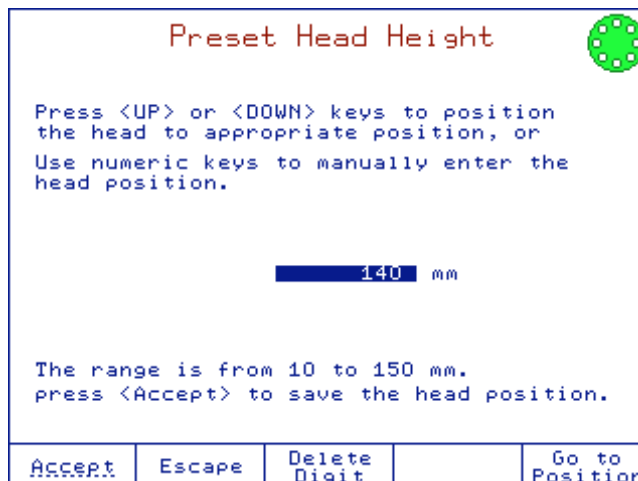 Preset Head Height
Press <UP> or <DOWN> keys to position
the head to appropriate position, or
Use numeric keys to manually enter the
head position.
140 mm
The range is from 10 to 150 mm.
press <Accept> to save the head position.
Accept
Escape
Delete
Digit
Go to
Position